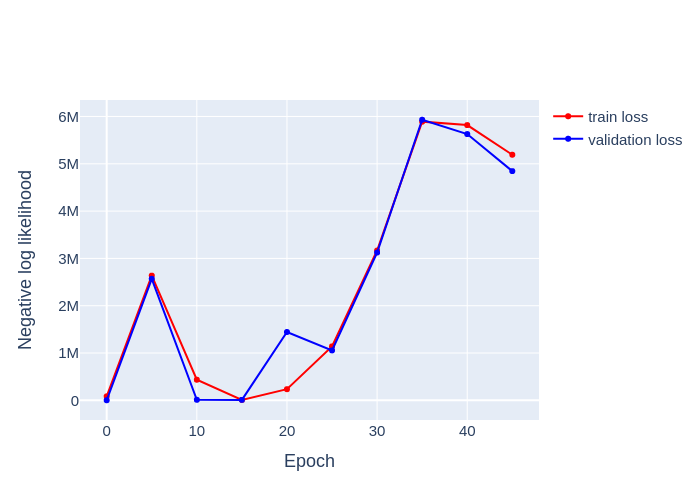 train loss
validation loss
6M
5M
4M
3M
2M
1M
0
Negative log likelihood
0
10
20
30
40
Epoch